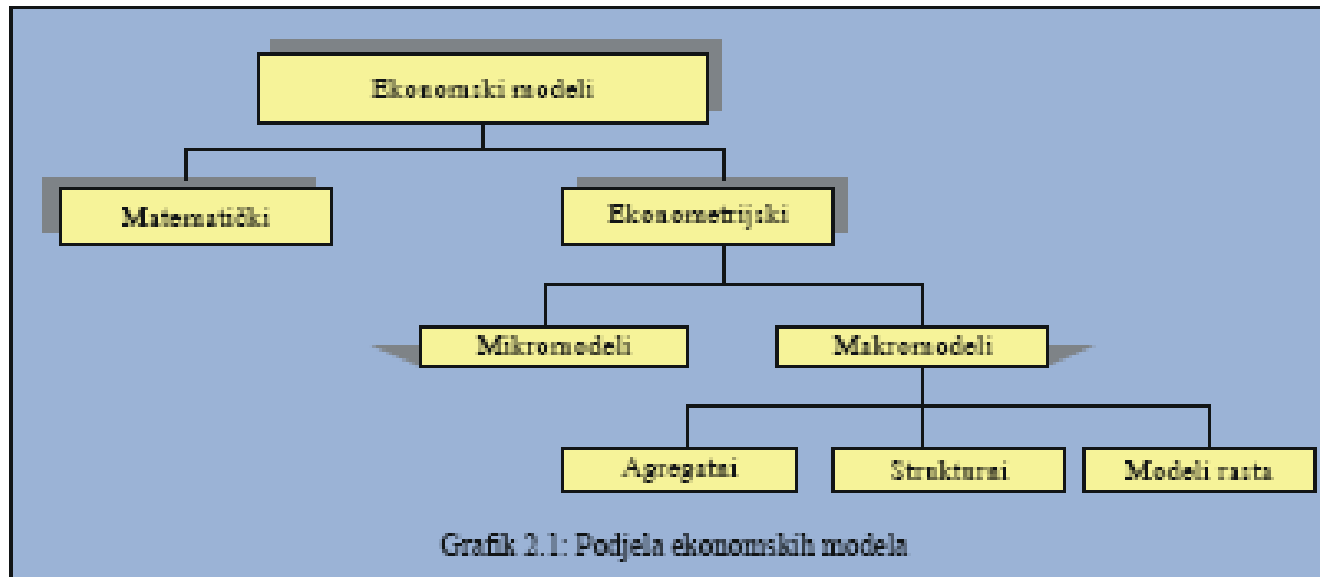 Ekonomski modeli
Matematički
Ekonometrijski
Mikromodeli
Makromodeli
Agregatni
Strukturni
Modeli rasta
Grafik 2.1: Podjela ekonomskih modela